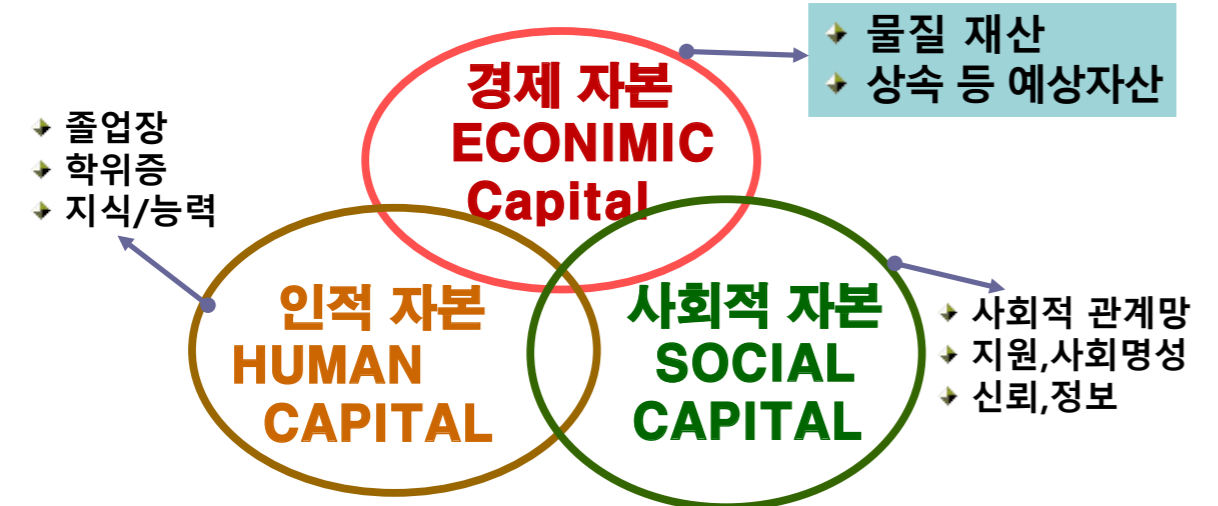 물질 재산
상속 등 예상자산
경제 자본
ECONIMIC
Capital
졸업장
학위증
지식/능력
인적 자본
HUMAN
CAPITAL
사회적 자본
SOCIAL
CAPITAL
사회적 관계망
지원,사회명성
신뢰,정보